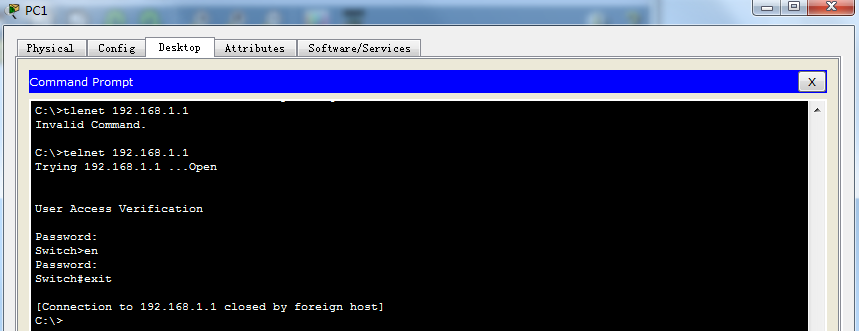 PC1
Physical Config Desktop Attributes Software/Services
Command Prompt X
C:\>tlenet 192.168.1.1
Invalid Command.
C:\>telnet 192.168.1.1
Trying 192.168.1.1 ...Open
User Access Verification
Password:
Switch>en
Password:
Switch#exit
[Connection to 192.168.1.1 closed by foreign host]
C:\>